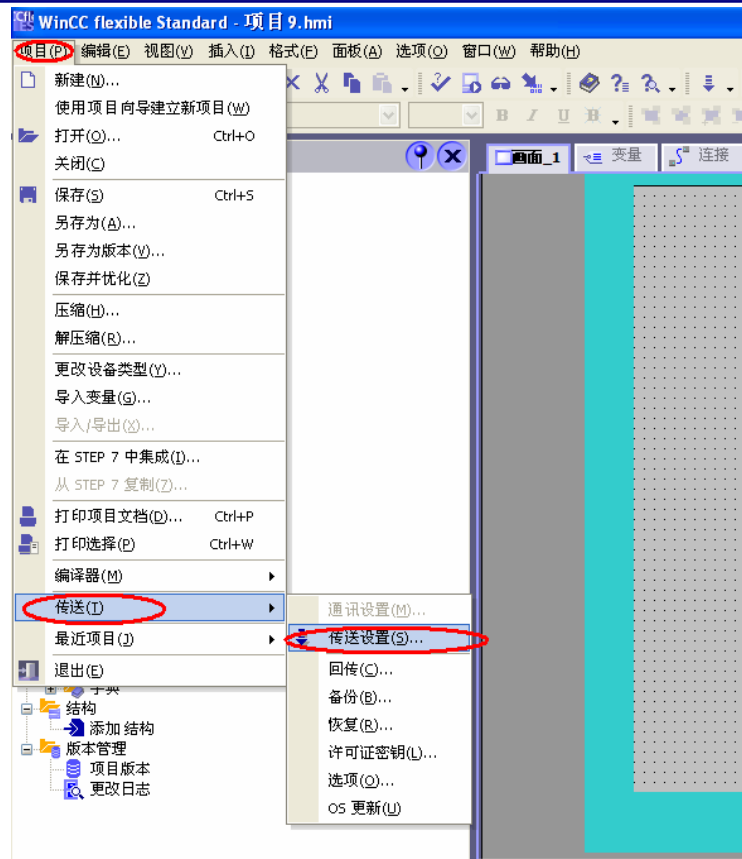 WinCC flexible Standard - 项目9.hmi
项目(P) 编辑(E) 视图(V) 插入(I) 格式(F) 面板(A) 选项(O) 窗口(W) 帮助(H)
新建(N)...
使用项目向导建立新项目(W)
打开(O)... Ctrl+O
关闭(C)
保存(S) Ctrl+S
另存为(A)...
另存为版本(V)...
保存并优化(Z)
压缩(H)...
解压缩(R)...
更改设备类型(Y)...
导入变量(G)...
导入/导出(X)...
在 STEP 7 中集成(I)...
从 STEP 7 复制(7)...
打印项目文档(D)... Ctrl+P
打印选择(P) Ctrl+W
编译器(M)
传送(T)
最近项目(J)
退出(E)
通讯设置(M)...
传送设置(S)...
回传(C)...
备份(B)...
恢复(R)...
许可证密钥(L)...
选项(O)...
OS 更新(U)
B I U
画面_1 变量 连接
字典
结构
添加 结构
版本管理
项目版本
更改日志